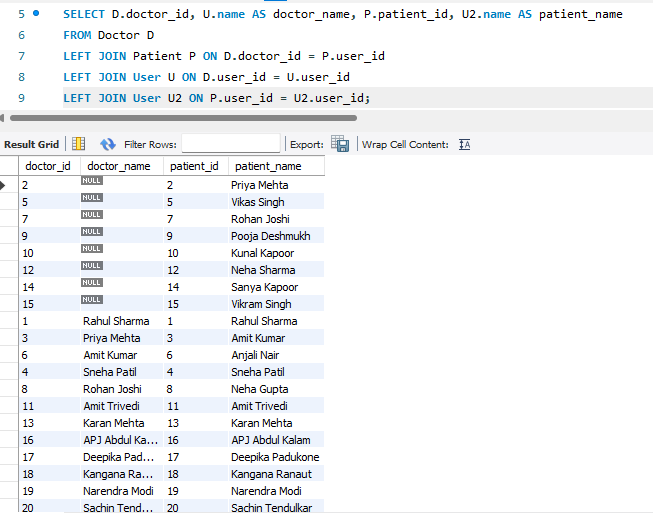 5 SELECT D.doctor_id, U.name AS doctor_name, P.patient_id, U2.name AS patient_name
6 FROM Doctor D
7 LEFT JOIN Patient P ON D.doctor_id = P.user_id
8 LEFT JOIN User U ON D.user_id = U.user_id
9 LEFT JOIN User U2 ON P.user_id = U2.user_id;
Result Grid Filter Rows: Export: Wrap Cell Content: IA
doctor_id doctor_name patient_id patient_name
2 NULL 2 Priya Mehta
5 NULL 5 Vikas Singh
7 NULL 7 Rohan Joshi
9 NULL 9 Pooja Deshmukh
10 NULL 10 Kunal Kapoor
12 NULL 12 Neha Sharma
14 NULL 14 Sanya Kapoor
15 NULL 15 Vikram Singh
1 Rahul Sharma 1 Rahul Sharma
3 Priya Mehta 3 Amit Kumar
6 Amit Kumar 6 Anjali Nair
4 Sneha Patil 4 Sneha Patil
8 Rohan Joshi 8 Neha Gupta
11 Amit Trivedi 11 Amit Trivedi
13 Karan Mehta 13 Karan Mehta
16 APJ Abdul Ka... 16 APJ Abdul Kalam
17 Deepika Pad... 17 Deepika Padukone
18 Kangana Ra... 18 Kangana Ranaut
19 Narendra Modi 19 Narendra Modi
20 Sachin Tend... 20 Sachin Tendulkar